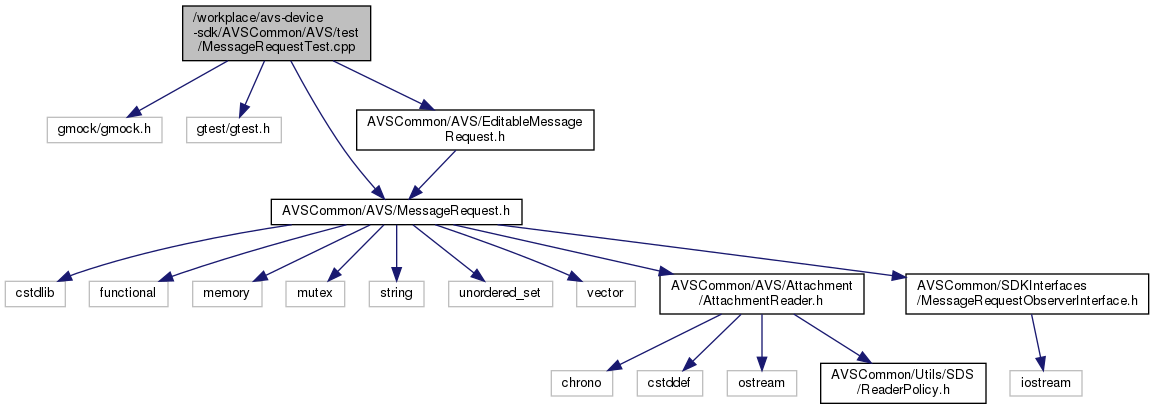 /workplace/avs-device
-sdk/AVSCommon/AVS/test
/MessageRequestTest.cpp
gmock/gmock.h
gtest/gtest.h
AVSCommon/AVS/EditableMessage
Request.h
AVSCommon/AVS/MessageRequest.h
cstdlib
functional
memory
mutex
string
unordered_set
vector
AVSCommon/AVS/Attachment
/AttachmentReader.h
AVSCommon/SDKInterfaces
/MessageRequestObserverInterface.h
chrono
cstddef
ostream
AVSCommon/Utils/SDS
/ReaderPolicy.h
iostream